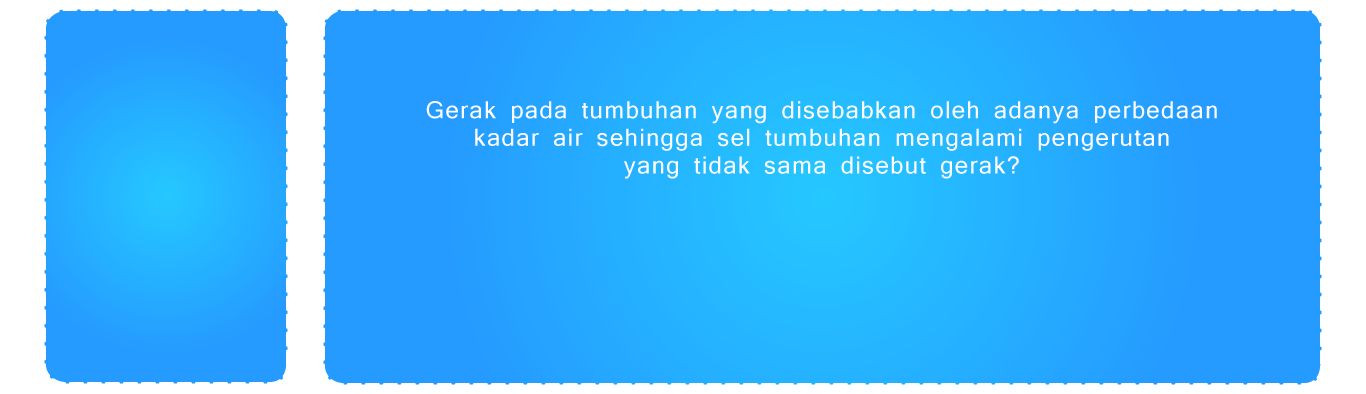 Gerak pada tumbuhan yang disebabkan oleh adanya perbedaan
kadar air sehingga sel tumbuhan mengalami pengerutan
yang tidak sama disebut gerak?